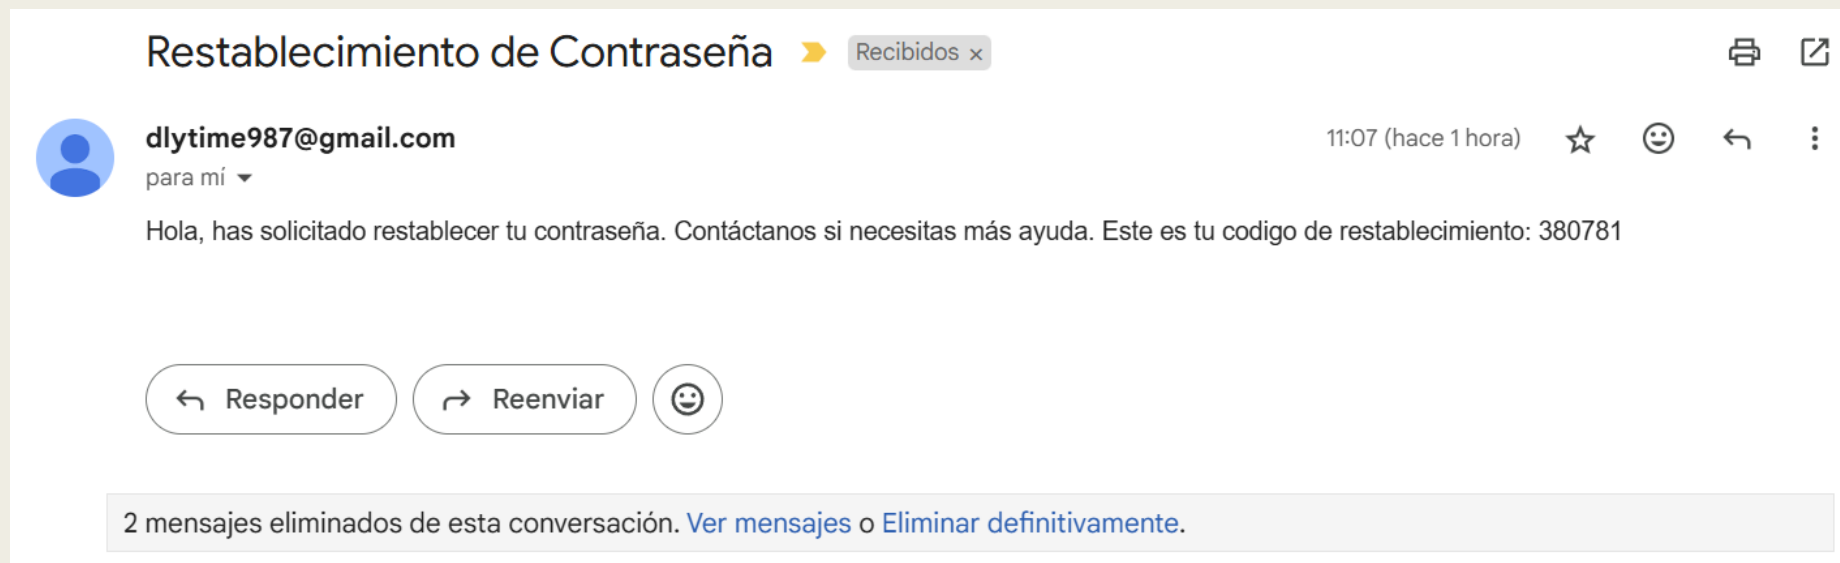 Restablecimiento de Contraseña Recibidos ×
dlytime987@gmail.com 11:07 (hace 1 hora)
para mí
Hola, has solicitado restablecer tu contraseña. Contáctanos si necesitas más ayuda. Este es tu codigo de restablecimiento: 380781
Responder Reenviar
2 mensajes eliminados de esta conversación. Ver mensajes o Eliminar definitivamente.